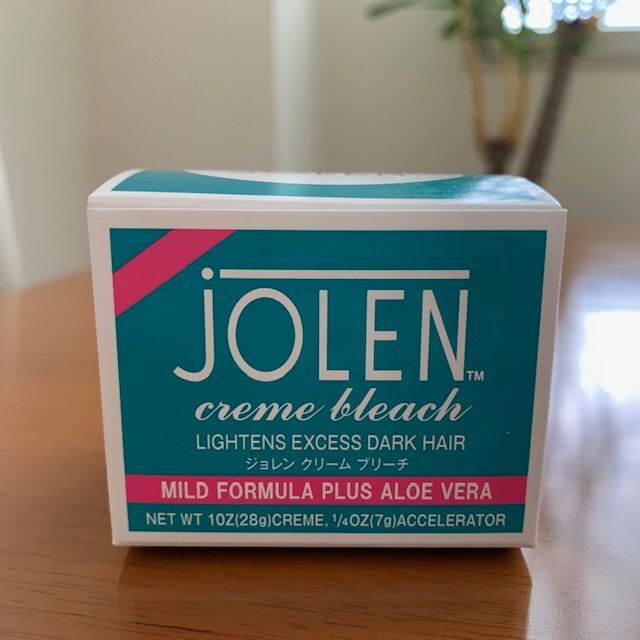 jOLEN™
creme bleach
LIGHTENS EXCESS DARK HAIR
ジョレン クリーム ブリーチ
MILD FORMULA PLUS ALOE VERA
NET WT 1OZ(28g)CREME, 1/4OZ(7g)ACCELERATOR